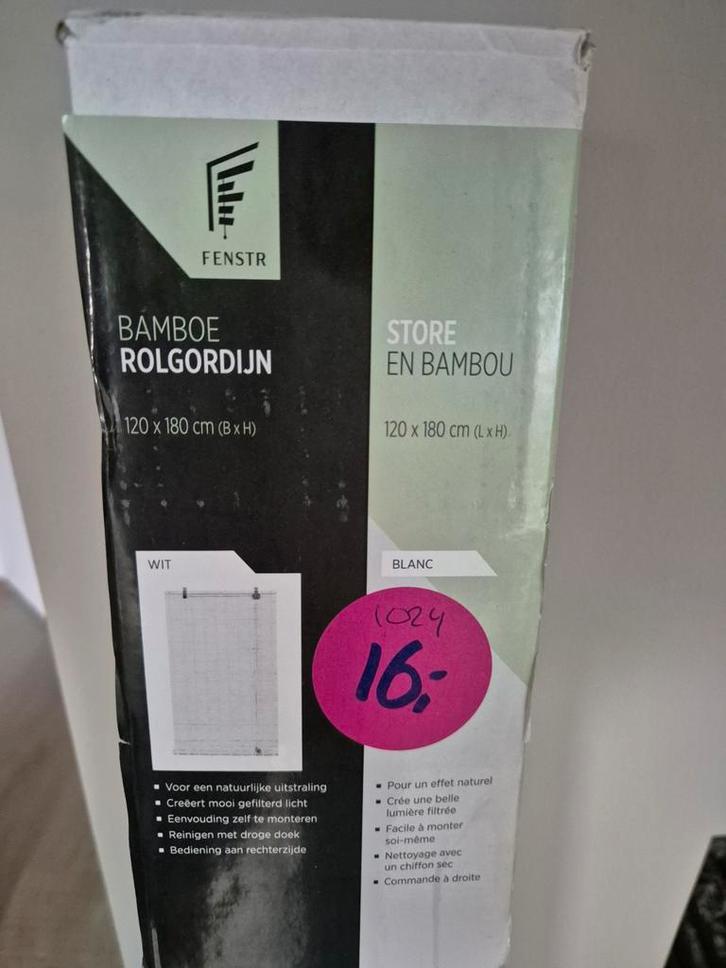 FENSTR
BAMBOE
ROLGORDIJN
120 x 180 cm (B x H)
WIT
▪ Voor een natuurlijke uitstraling
▪ Creëert mooi gefilterd licht
▪ Eenvouding zelf te monteren
▪ Reinigen met droge doek
▪ Bediening aan rechterzijde
STORE
EN BAMBOU
120 x 180 cm (L x H)
BLANC
1024
16,-
▪ Pour un effet naturel
▪ Crée une belle
lumière filtrée
▪ Facile à monter
soi-même
▪ Nettoyage avec
un chiffon sec
▪ Commande à droite